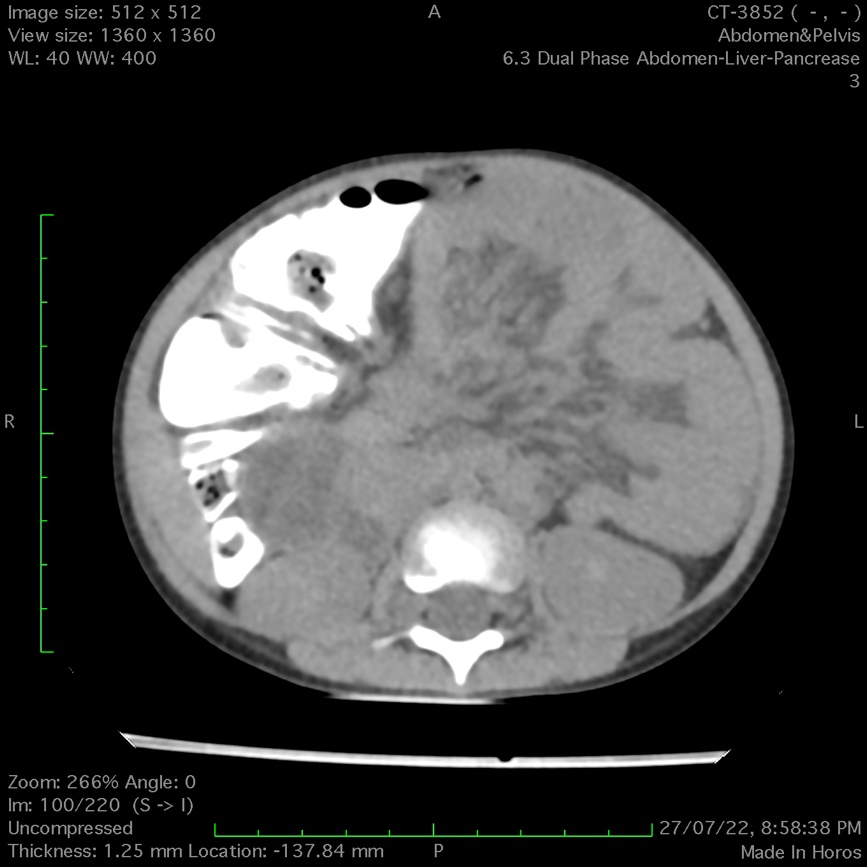 Image size: 512 x 512
View size: 1360 x 1360
WL: 40 WW: 400
A
CT-3852 ( - , - )
Abdomen&Pelvis
6.3 Dual Phase Abdomen-Liver-Pancrease
3
R
L
Zoom: 266% Angle: 0
Im: 100/220 (S -> I)
Uncompressed
Thickness: 1.25 mm Location: -137.84 mm
P
27/07/22, 8:58:38 PM
Made In Horos